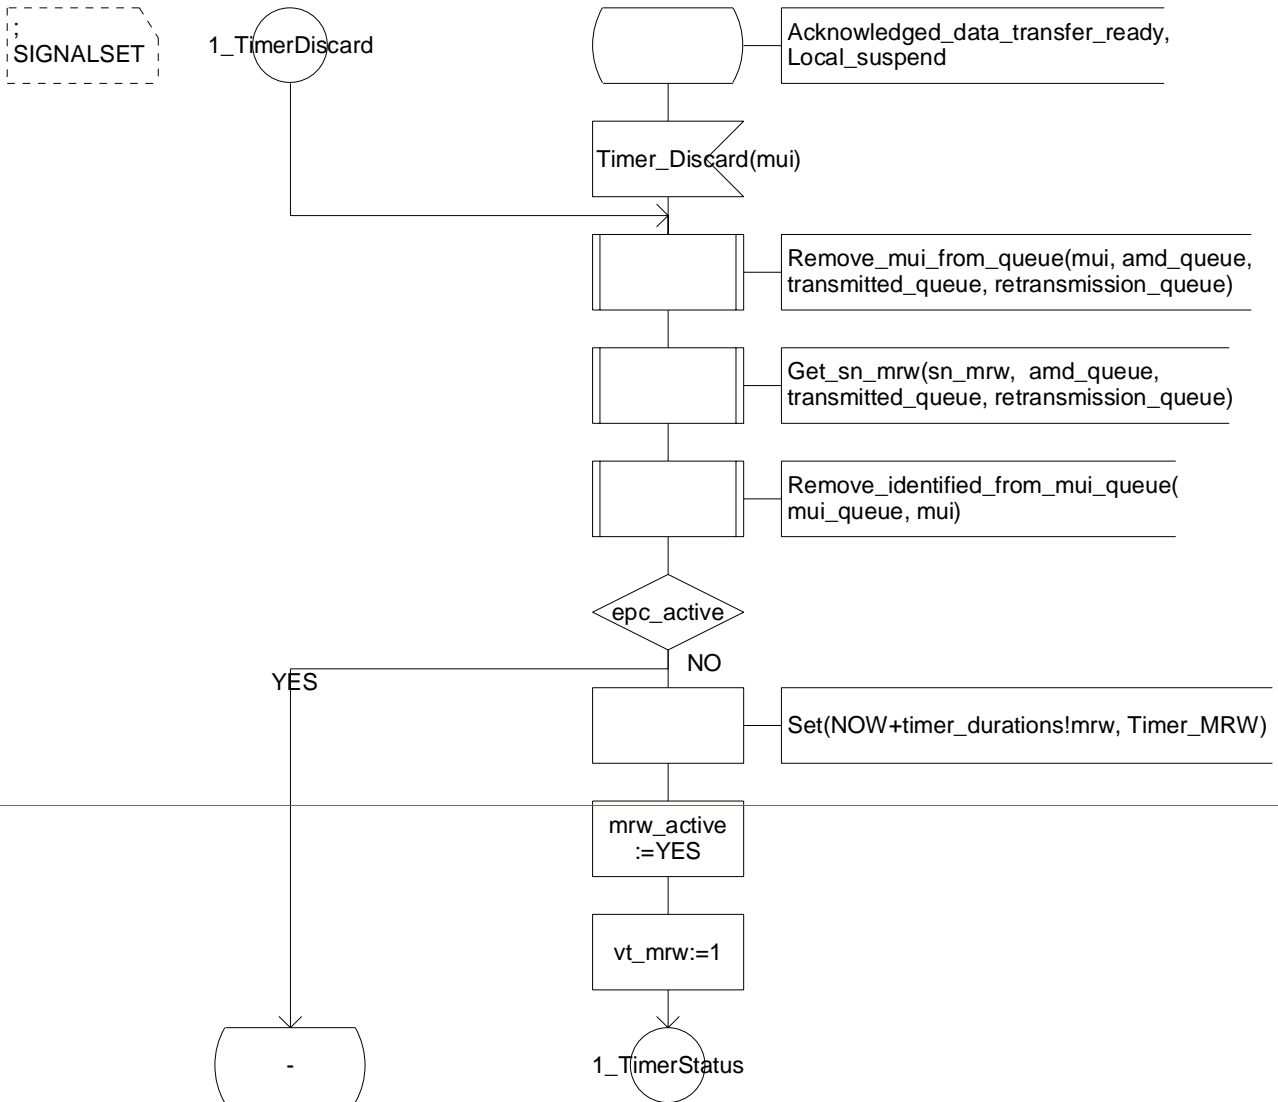 ;
SIGNALSET
1_TimerDiscard
Acknowledged_data_transfer_ready,
Local_suspend
Timer_Discard(mui)
Remove_mui_from_queue(mui, amd_queue,
transmitted_queue, retransmission_queue)
Get_sn_mrw(sn_mrw,  amd_queue,
transmitted_queue, retransmission_queue)
Remove_identified_from_mui_queue(
mui_queue, mui)
epc_active
NO
YES
Set(NOW+timer_durations!mrw, Timer_MRW)
mrw_active
:=YES
vt_mrw:=1
-
1_TimerStatus